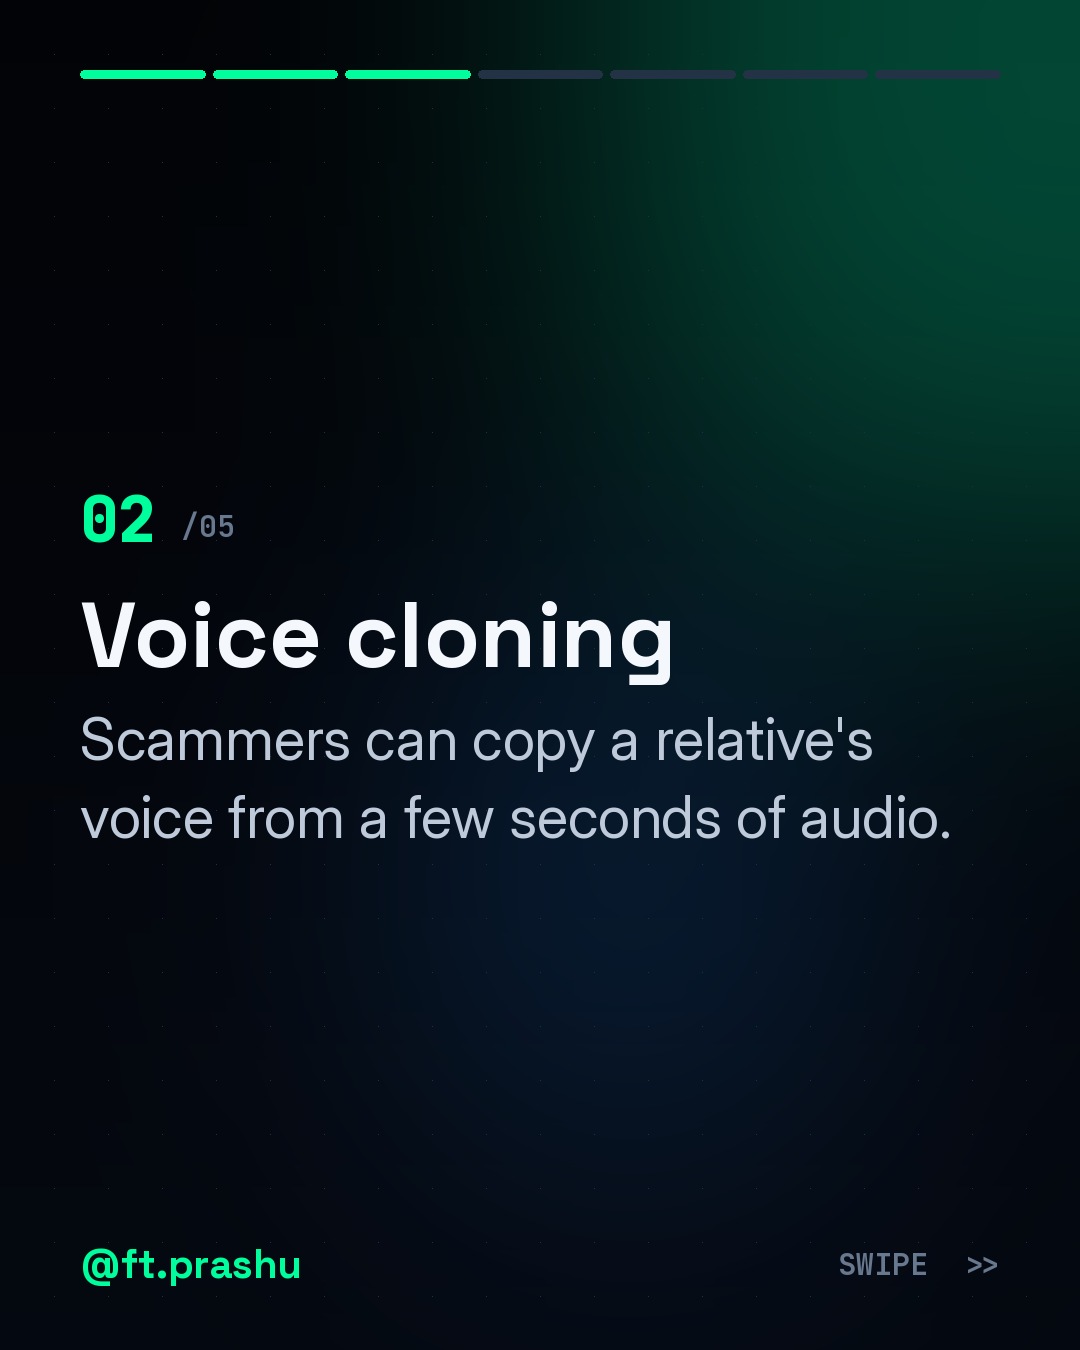 02 /05
Voice cloning
Scammers can copy a relative's
voice from a few seconds of audio.
@ft.prashu
SWIPE >>